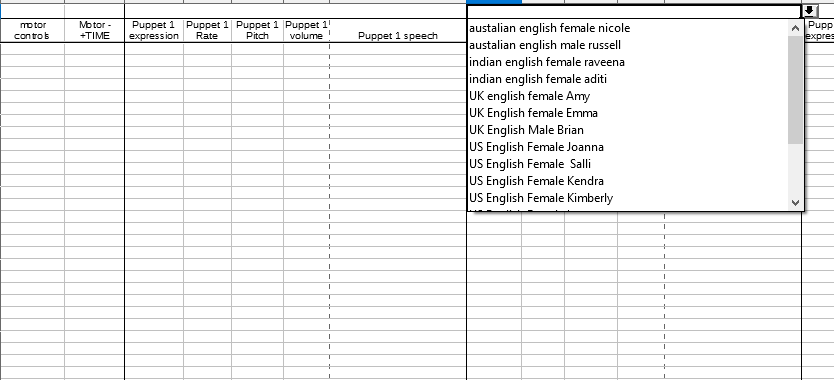 motor controls
Motor - +TIME
Puppet 1 expression
Puppet 1 Rate
Puppet 1 Pitch
Puppet 1 volume
Puppet 1 speech
austalian english female nicole
austalian english male russell
indian english female raveena
indian english female aditi
UK english female Amy
UK english Female Emma
UK English Male Brian
US English Female Joanna
US English Female  Salli
US English Female Kendra
US English Female Kimberly